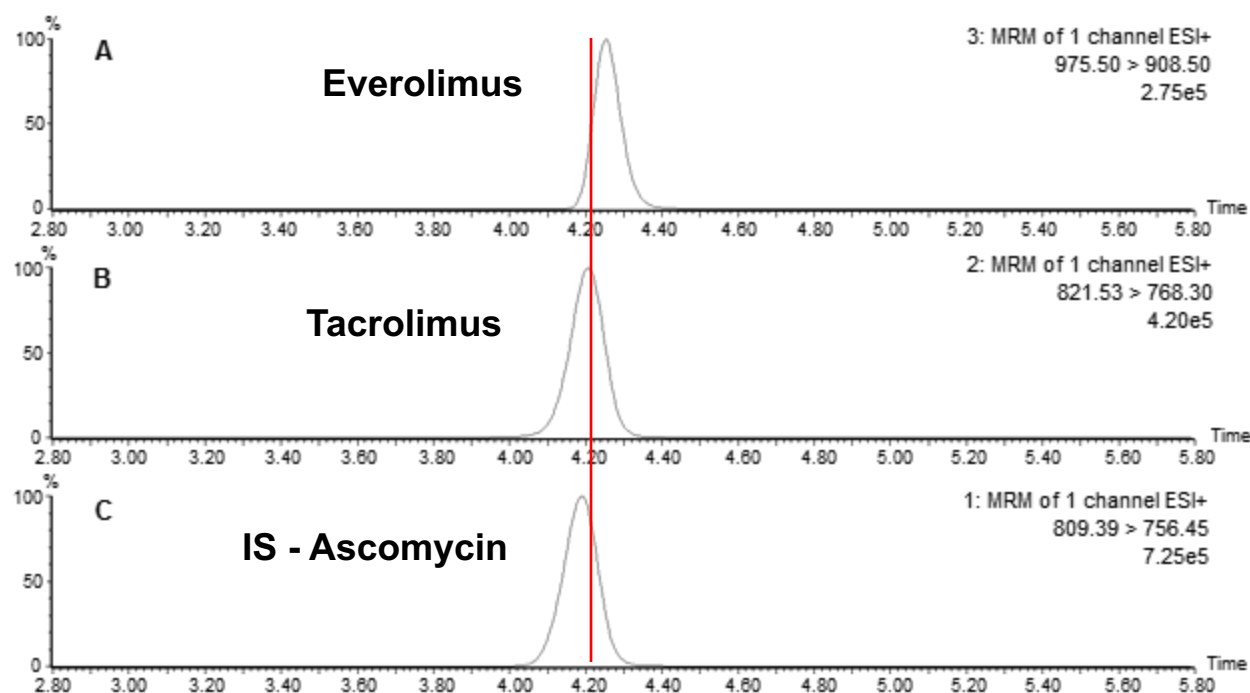 %
100
A
Everolimus
3: MRM of 1 channel ESI+
975.50 > 908.50
2.75e5
50
0
2.80 3.00 3.20 3.40 3.60 3.80 4.00 4.20 4.40 4.60 4.80 5.00 5.20 5.40 5.60 5.80
Time
%
100
B
Tacrolimus
2: MRM of 1 channel ESI+
821.53 > 768.30
4.20e5
50
0
2.80 3.00 3.20 3.40 3.60 3.80 4.00 4.20 4.40 4.60 4.80 5.00 5.20 5.40 5.60 5.80
Time
%
100
C
IS - Ascomycin
1: MRM of 1 channel ESI+
809.39 > 756.45
7.25e5
50
0
2.80 3.00 3.20 3.40 3.60 3.80 4.00 4.20 4.40 4.60 4.80 5.00 5.20 5.40 5.60 5.80
Time